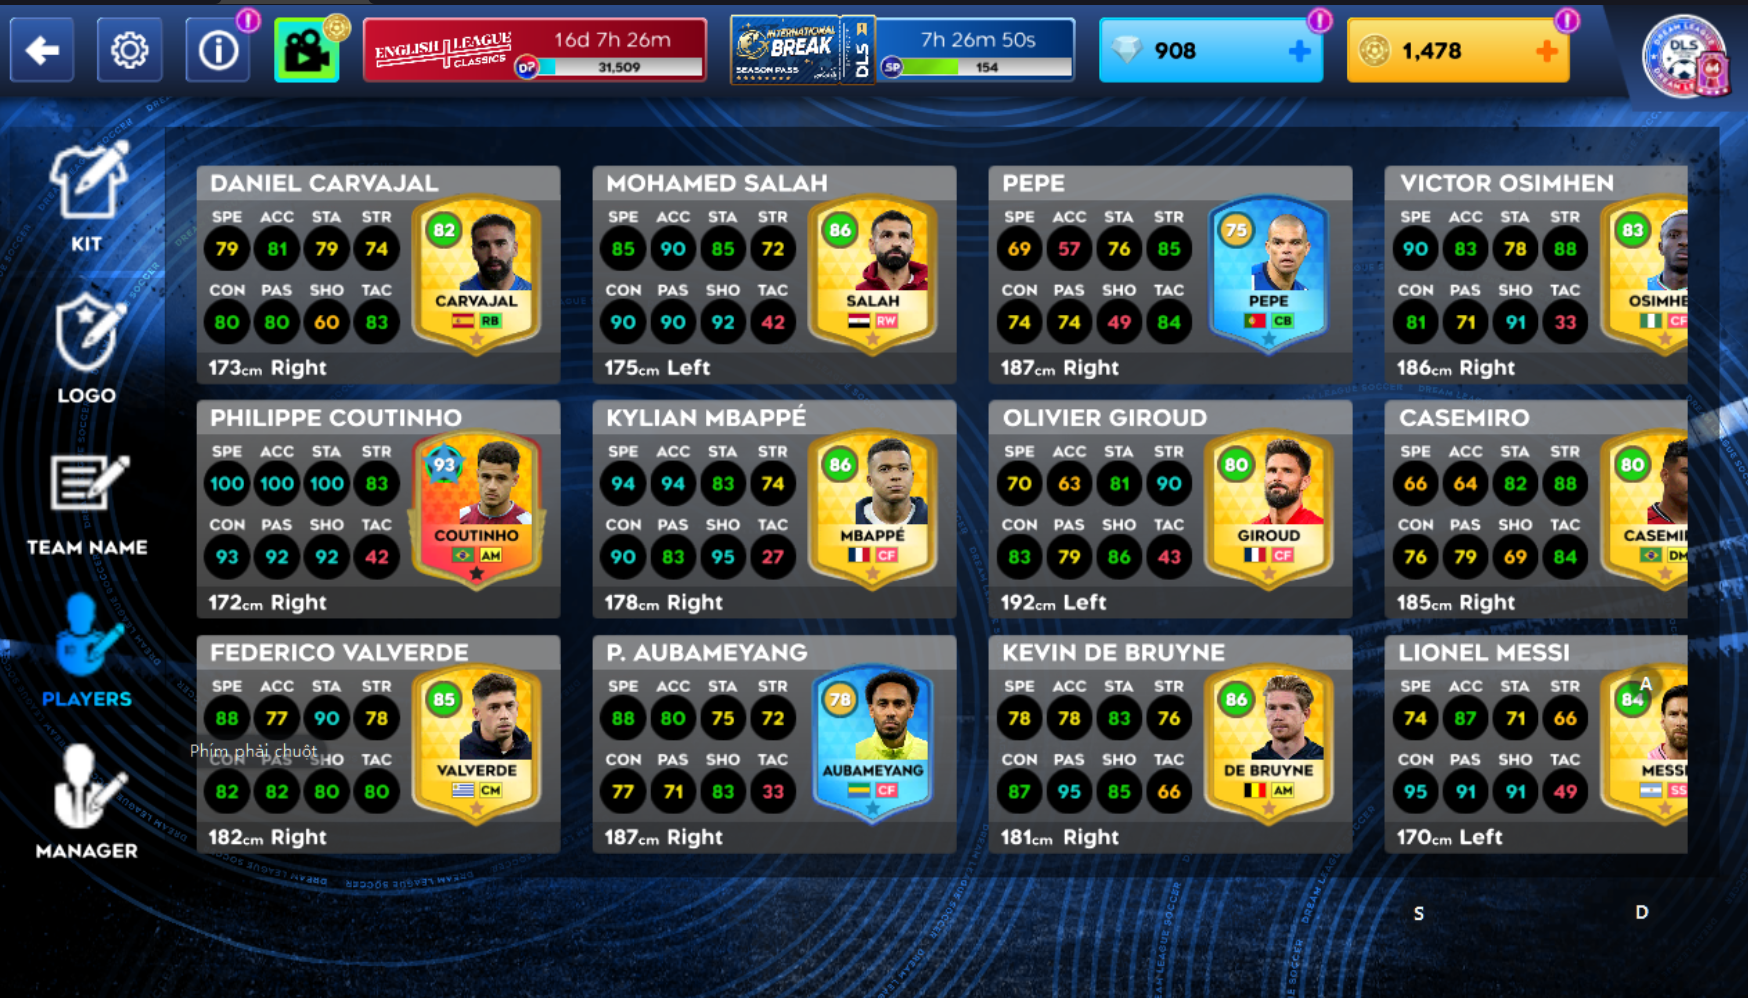 ENGLISH LEAGUE
CLASSICS
16d 7h 26m
DP
31,509
INTERNATIONAL
BREAK
SEASON PASS
DLS
7h 26m 50s
SP
154
908
1,478
DLS
64
KIT
LOGO
TEAM NAME
PLAYERS
MANAGER
DANIEL CARVAJAL
SPE ACC STA STR
79 81 79 74
CON PAS SHO TAC
80 80 60 83
173cm Right
82
CARVAJAL
RB
MOHAMED SALAH
SPE ACC STA STR
85 90 85 72
CON PAS SHO TAC
90 90 92 42
175cm Left
86
SALAH
RW
PEPE
SPE ACC STA STR
69 57 76 85
CON PAS SHO TAC
74 74 49 84
187cm Right
75
PEPE
CB
VICTOR OSIMHEN
SPE ACC STA STR
90 83 78 88
CON PAS SHO TAC
81 71 91 33
186cm Right
83
OSIMHE
CF
PHILIPPE COUTINHO
SPE ACC STA STR
100 100 100 83
CON PAS SHO TAC
93 92 92 42
172cm Right
93
COUTINHO
AM
KYLIAN MBAPPÉ
SPE ACC STA STR
94 94 83 74
CON PAS SHO TAC
90 83 95 27
178cm Right
86
MBAPPÉ
CF
OLIVIER GIROUD
SPE ACC STA STR
70 63 81 90
CON PAS SHO TAC
83 79 86 43
192cm Left
80
GIROUD
CF
CASEMIRO
SPE ACC STA STR
66 64 82 88
CON PAS SHO TAC
76 79 69 84
185cm Right
80
CASEMI
DM
FEDERICO VALVERDE
SPE ACC STA STR
88 77 90 78
Phím phải chuột
CON PAS SHO TAC
82 82 80 80
182cm Right
85
VALVERDE
CM
P. AUBAMEYANG
SPE ACC STA STR
88 80 75 72
CON PAS SHO TAC
77 71 83 33
187cm Right
78
AUBAMEYANG
CF
KEVIN DE BRUYNE
SPE ACC STA STR
78 78 83 76
CON PAS SHO TAC
87 95 85 66
181cm Right
86
DE BRUYNE
AM
LIONEL MESSI
SPE ACC STA STR
74 87 71 66
CON PAS SHO TAC
95 91 91 49
170cm Left
A
84
MESSI
SS
S
D